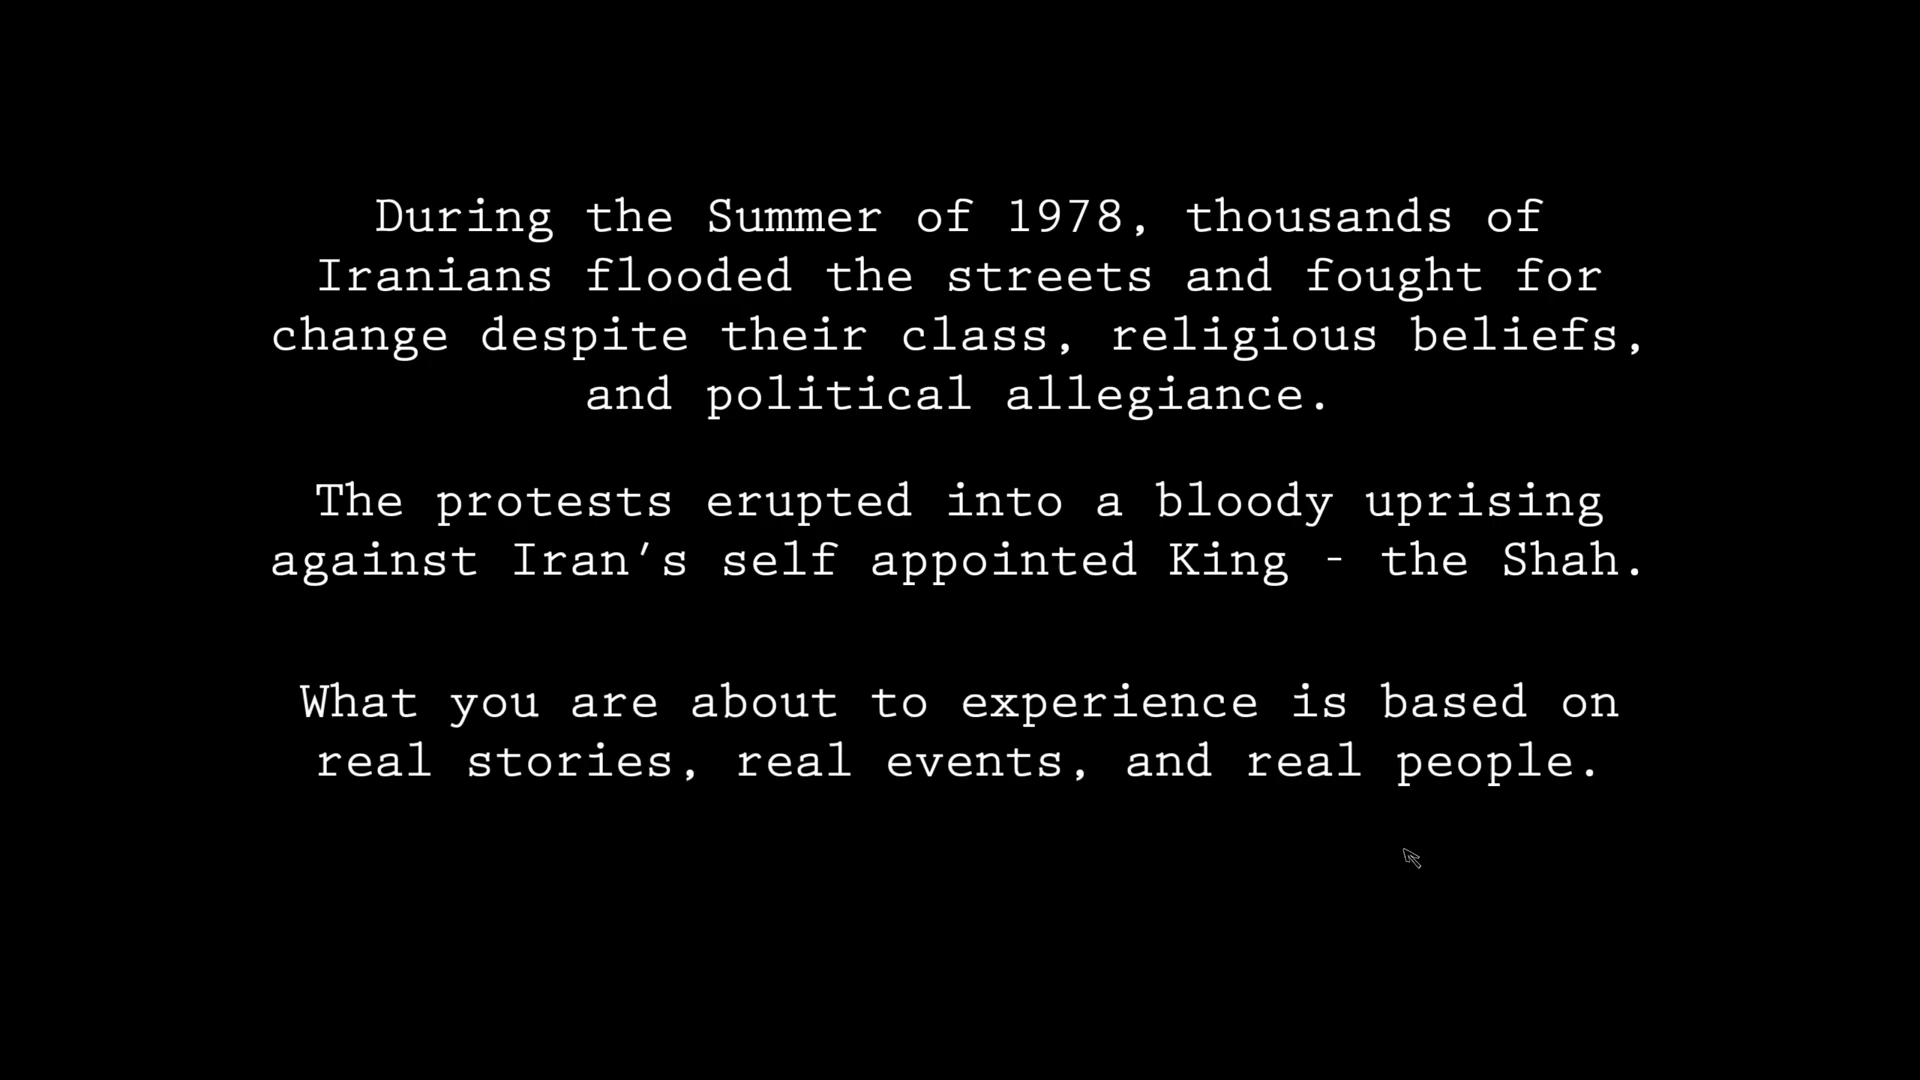 During the Summer of 1978, thousands of
Iranians flooded the streets and fought for
change despite their class, religious beliefs,
and political allegiance.
The protests erupted into a bloody uprising
against Iran's self appointed King - the Shah.
What you are about to experience is based on
real stories, real events, and real people.